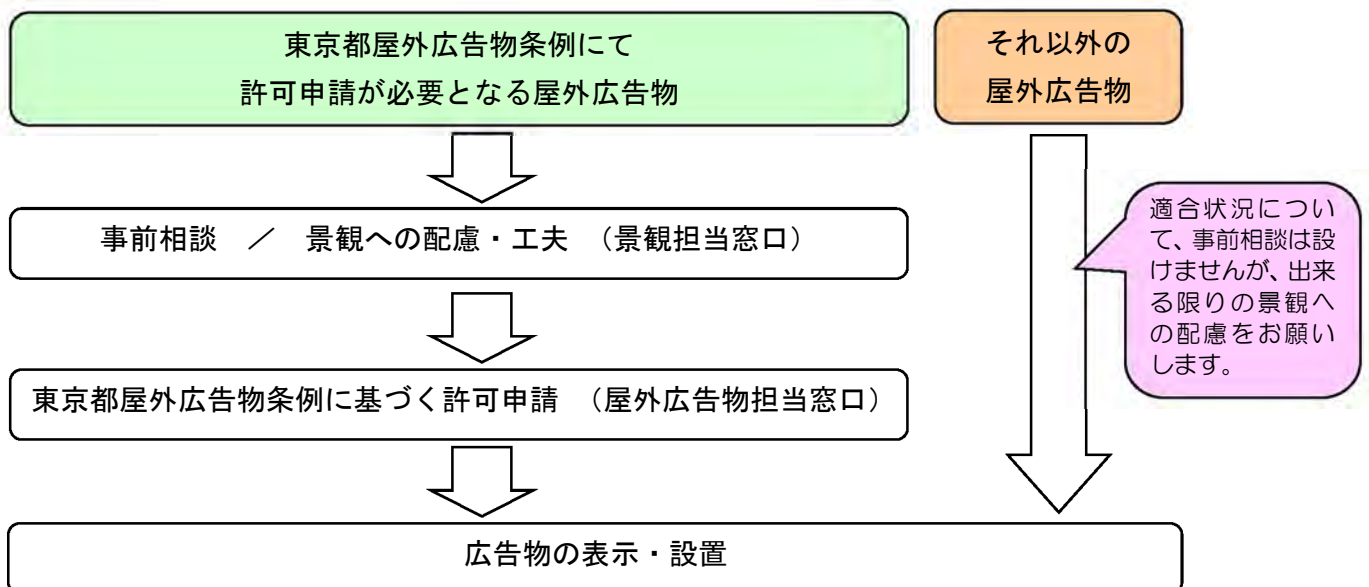 東京都屋外広告物条例にて
許可申請が必要となる屋外広告物
それ以外の
屋外広告物
事前相談 ／ 景観への配慮・工夫 （景観担当窓口）
適合状況につい
て、事前相談は設
けませんが、出来
る限りの景観へ
の配慮をお願い
します。
東京都屋外広告物条例に基づく許可申請 （屋外広告物担当窓口）
広告物の表示・設置